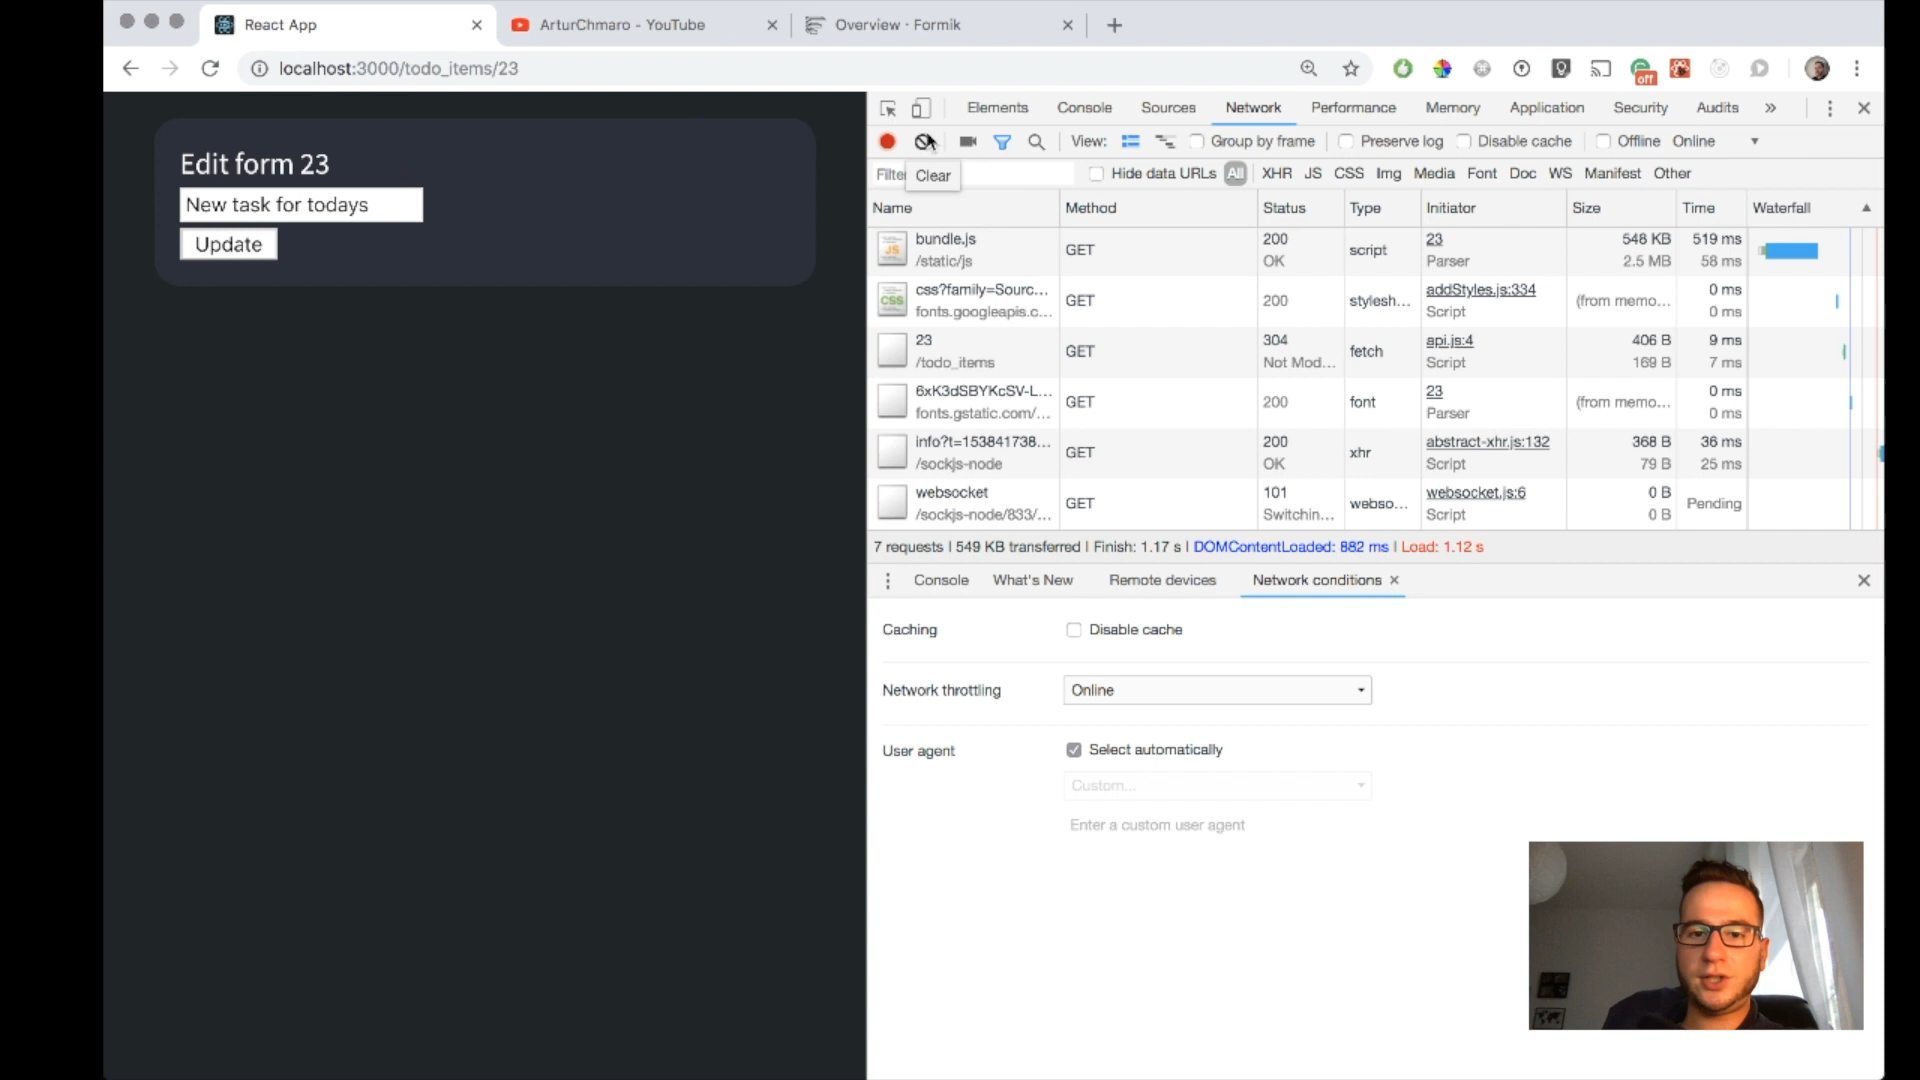 React App
ArturChmaro - YouTube
Overview · Formik
localhost:3000/todo_items/23
off
Edit form 23
New task for todays
Update
Elements Console Sources Network Performance Memory Application Security Audits »
View: Group by frame Preserve log Disable cache Offline Online
Clear
Hide data URLs All XHR JS CSS Img Media Font Doc WS Manifest Other
Name Method Status Type Initiator Size Time Waterfall
bundle.js GET 200 script 23 548 KB 519 ms
/static/js OK Parser 2.5 MB 58 ms
css?family=Sourc... GET 200 stylesh... addStyles.js:334 (from memo... 0 ms
fonts.googleapis.c... Script 0 ms
23 GET 304 fetch api.js:4 406 B 9 ms
/todo_items Not Mod... Script 169 B 7 ms
6xK3dSBYKcSV-L... GET 200 font 23 (from memo... 0 ms
fonts.gstatic.com/... Parser 0 ms
info?t=153841738... GET 200 xhr abstract-xhr.js:132 368 B 36 ms
/sockjs-node OK Script 79 B 25 ms
websocket GET 101 webso... websocket.js:6 0 B Pending
/sockjs-node/833/... Switchin... Script 0 B
7 requests | 549 KB transferred | Finish: 1.17 s | DOMContentLoaded: 882 ms | Load: 1.12 s
Console What's New Remote devices Network conditions
Caching Disable cache
Network throttling Online
User agent Select automatically
Custom...
Enter a custom user agent